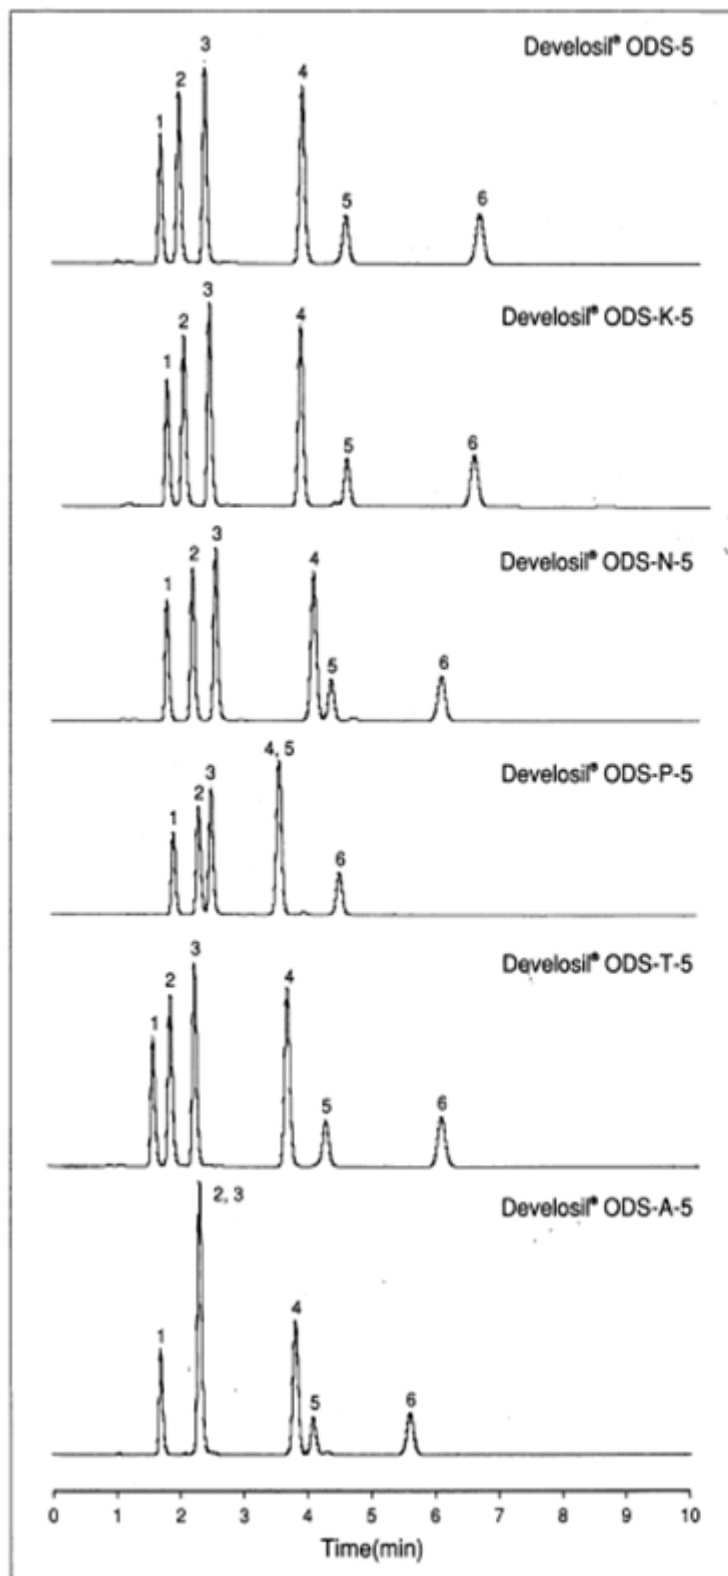 Develosil® ODS-5
1 2 3 4 5 6
Develosil® ODS-K-5
1 2 3 4 5 6
Develosil® ODS-N-5
1 2 3 4 5 6
Develosil® ODS-P-5
1 2 3 4, 5 6
Develosil® ODS-T-5
1 2 3 4 5 6
Develosil® ODS-A-5
1 2, 3 4 5 6
0 1 2 3 4 5 6 7 8 9 10
Time(min)